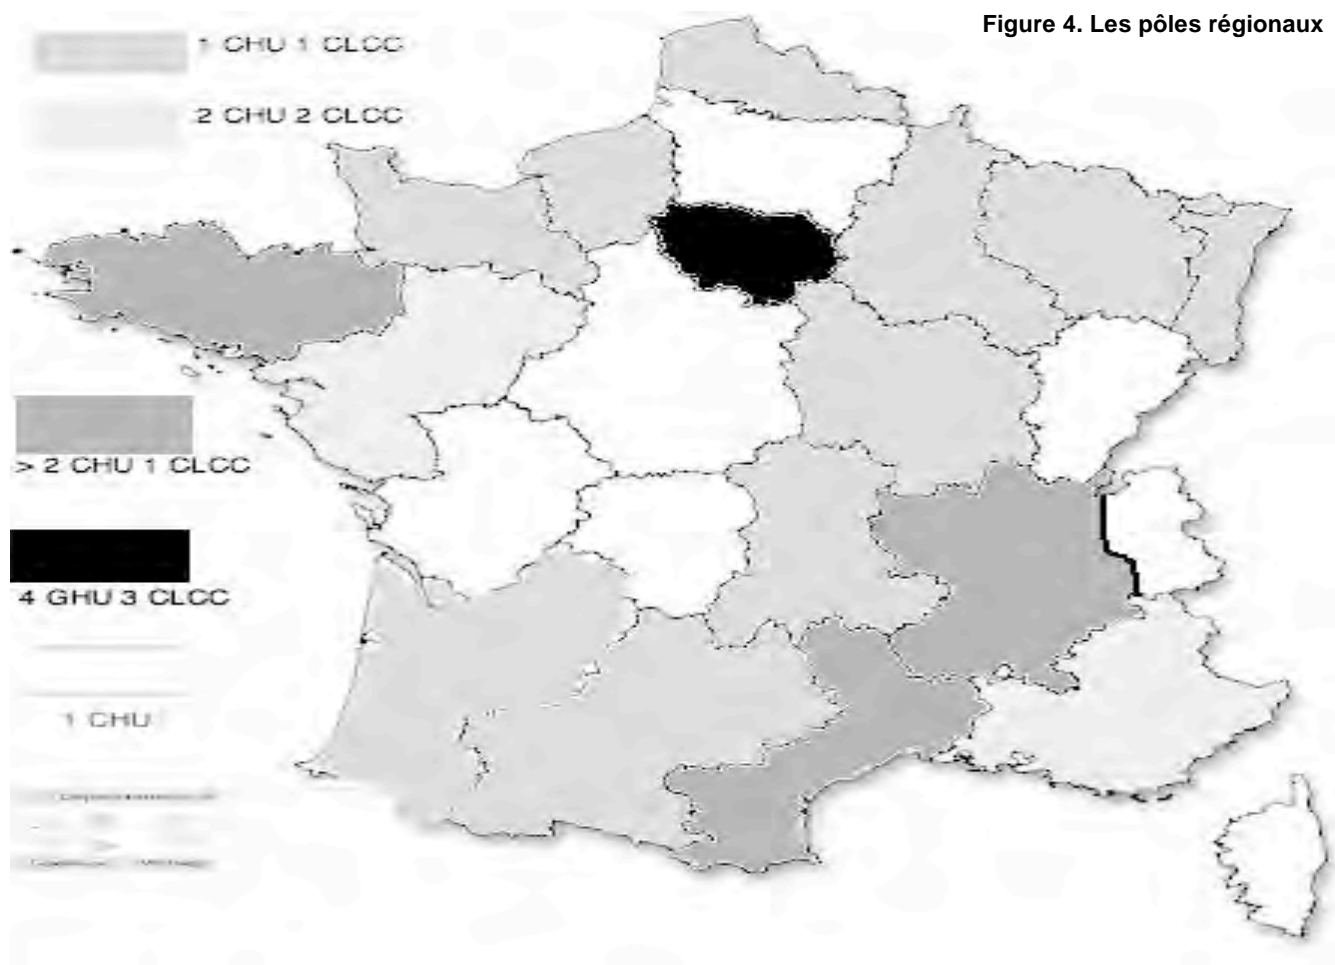 Figure 4. Les pôles régionaux
1 CHU 1 CLCC
2 CHU 2 CLCC
> 2 CHU 1 CLCC
4 GHU 3 CLCC
1 CHU